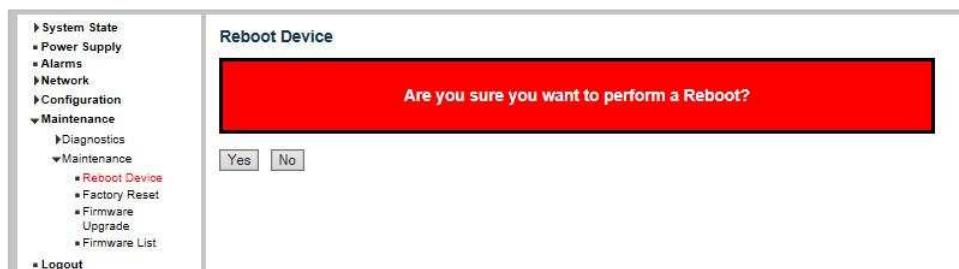 System State
Power Supply
Alarms
Network
Configuration
Maintenance
Diagnostics
Maintenance
Reboot Device
Factory Reset
Firmware
Upgrade
Firmware List
Logout
Reboot Device
Are you sure you want to perform a Reboot?
Yes No